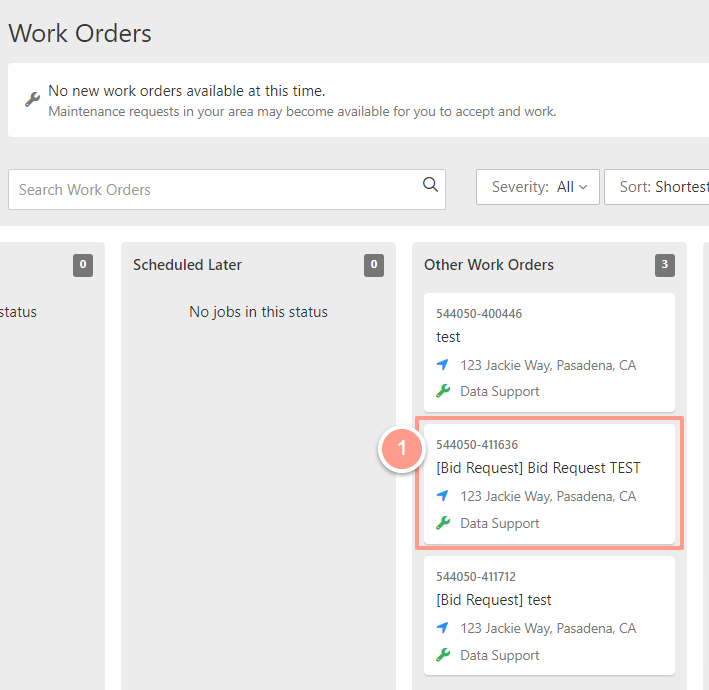 Work Orders
No new work orders available at this time.
Maintenance requests in your area may become available for you to accept and work.
Search Work Orders
Severity: All
Sort: Shortest
0
status
Scheduled Later
0
No jobs in this status
Other Work Orders
3
544050-400446
test
123 Jackie Way, Pasadena, CA
Data Support
1
544050-411636
[Bid Request] Bid Request TEST
123 Jackie Way, Pasadena, CA
Data Support
544050-411712
[Bid Request] test
123 Jackie Way, Pasadena, CA
Data Support